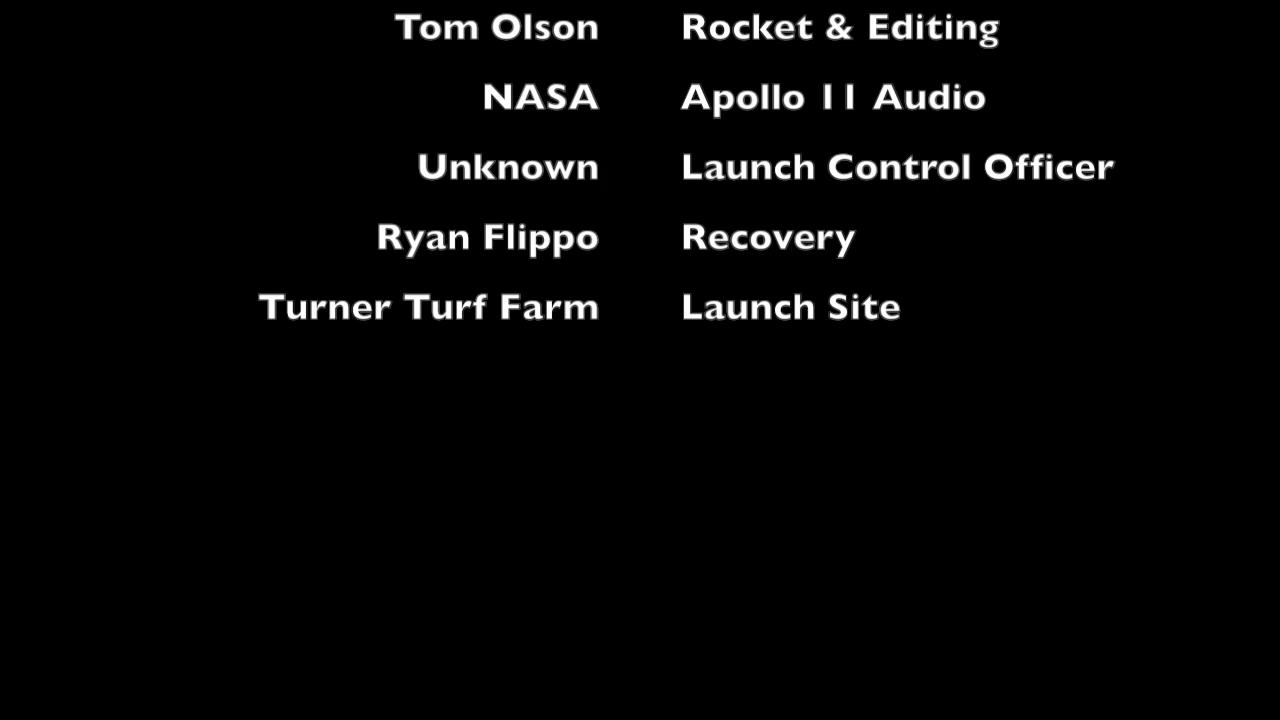 Tom Olson Rocket & Editing
NASA Apollo 11 Audio
Unknown Launch Control Officer
Ryan Flippo Recovery
Turner Turf Farm Launch Site